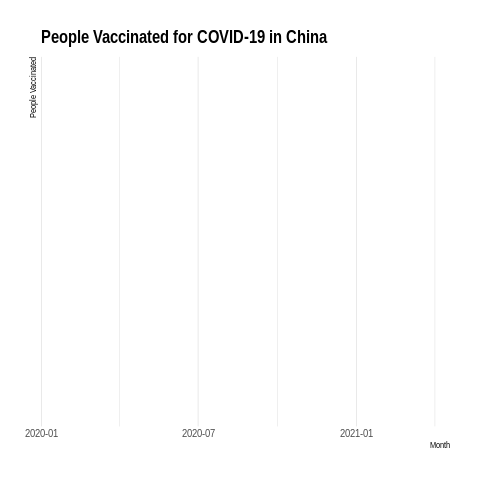 People Vaccinated for COVID-19 in China
People Vaccinated
2020-01
2020-07
2021-01
Month